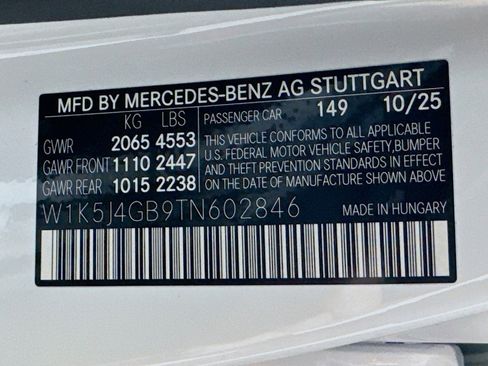 MFD BY MERCEDES-BENZ AG STUTTGART
KG LBS PASSENGER CAR 149 10/25
GVWR 2065 4553
GAWR FRONT 1110 2447
GAWR REAR 1015 2238
THIS VEHICLE CONFORMS TO ALL APPLICABLE
U.S. FEDERAL MOTOR VEHICLE SAFETY, BUMPER
AND THEFT PREVENTION STANDARDS IN EFFECT
ON THE DATE OF MANUFACTURE SHOWN ABOVE
W1K5J4GB9TN602846 MADE IN HUNGARY